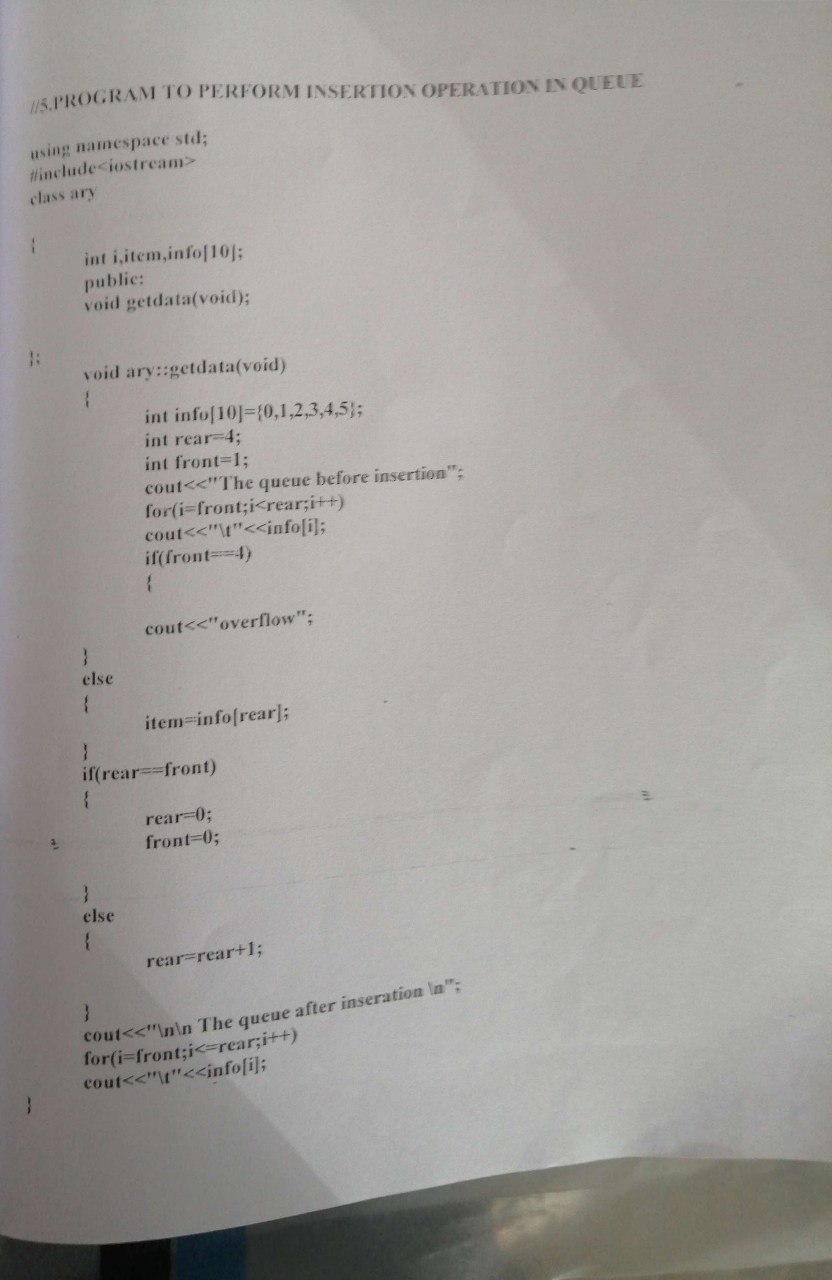 //5.PROGRAM TO PERFORM INSERTION OPERATION IN QUEUE
using namespace std;
#include<iostream>
class ary
{
int i,item,info[10];
public:
void getdata(void);
};
void ary::getdata(void)
{
int info[10]={0,1,2,3,4,5};
int rear=4;
int front=1;
cout<<"The queue before insertion";
for(i=front;i<rear;i++)
cout<<"\t"<<info[i];
if(front==4)
{
cout<<"overflow";
}
else
{
item=info[rear];
}
if(rear==front)
{
rear=0;
front=0;
}
else
{
rear=rear+1;
}
cout<<"\n\n The queue after inseration \n";
for(i=front;i<=rear;i++)
cout<<"\t"<<info[i];
}